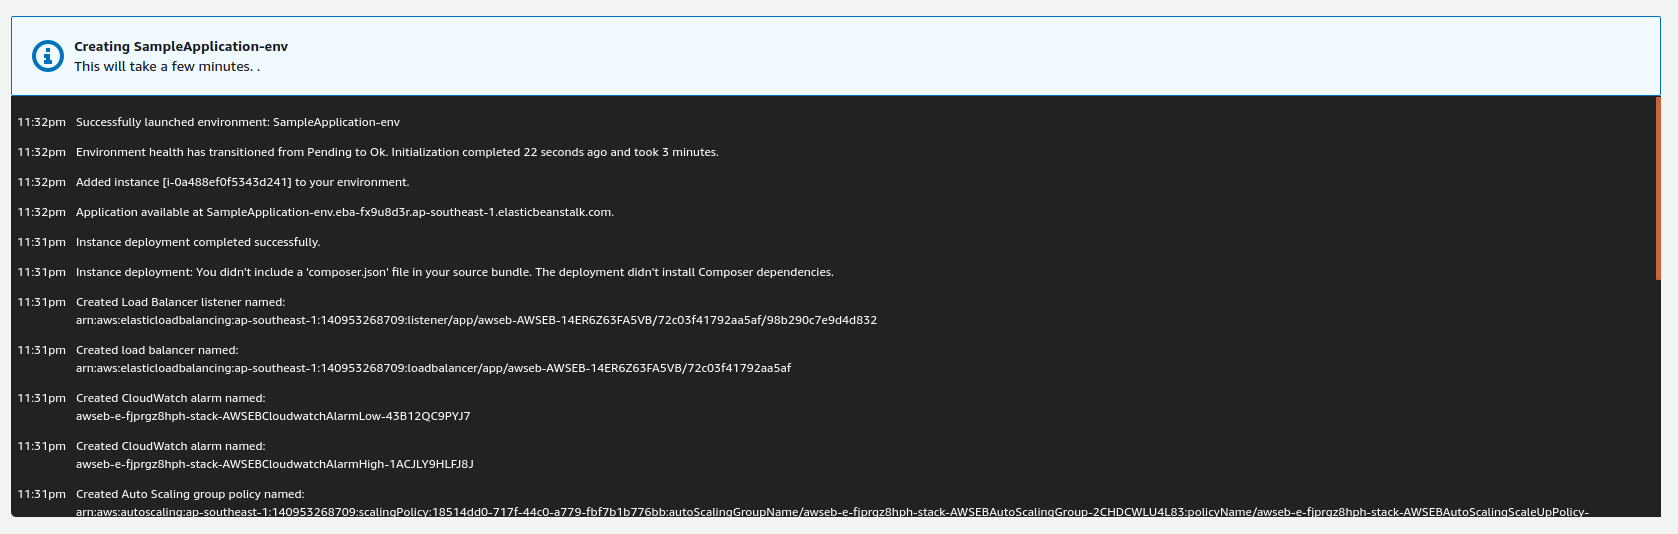 Creating SampleApplication-env
This will take a few minutes. .
11:32pm Successfully launched environment: SampleApplication-env
11:32pm Environment health has transitioned from Pending to Ok. Initialization completed 22 seconds ago and took 3 minutes.
11:32pm Added instance [i-0a488ef0f5343d241] to your environment.
11:32pm Application available at SampleApplication-env.eba-fx9u8d3r.ap-southeast-1.elasticbeanstalk.com.
11:31pm Instance deployment completed successfully.
11:31pm Instance deployment: You didn't include a 'composer.json' file in your source bundle. The deployment didn't install Composer dependencies.
11:31pm Created Load Balancer listener named:
arn:aws:elasticloadbalancing:ap-southeast-1:140953268709:listener/app/awseb-AWSEB-14ER6Z63FA5VB/72c03f41792aa5af/98b290c7e9d4d832
11:31pm Created load balancer named:
arn:aws:elasticloadbalancing:ap-southeast-1:140953268709:loadbalancer/app/awseb-AWSEB-14ER6Z63FA5VB/72c03f41792aa5af
11:31pm Created CloudWatch alarm named:
awseb-e-fjprgz8hph-stack-AWSEBCloudwatchAlarmLow-43B12QC9PYJ7
11:31pm Created CloudWatch alarm named:
awseb-e-fjprgz8hph-stack-AWSEBCloudwatchAlarmHigh-1ACJLY9HLFJ8J
11:31pm Created Auto Scaling group policy named:
arn:aws:autoscaling:ap-southeast-1:140953268709:scalingPolicy:18514dd0-717f-44c0-a779-fbf7b1b776bb:autoScalingGroupName/awseb-e-fjprgz8hph-stack-AWSEBAutoScalingGroup-2CHDCWLU4L83:policyName/awseb-e-fjprgz8hph-stack-AWSEBAutoScalingScaleUpPolicy-